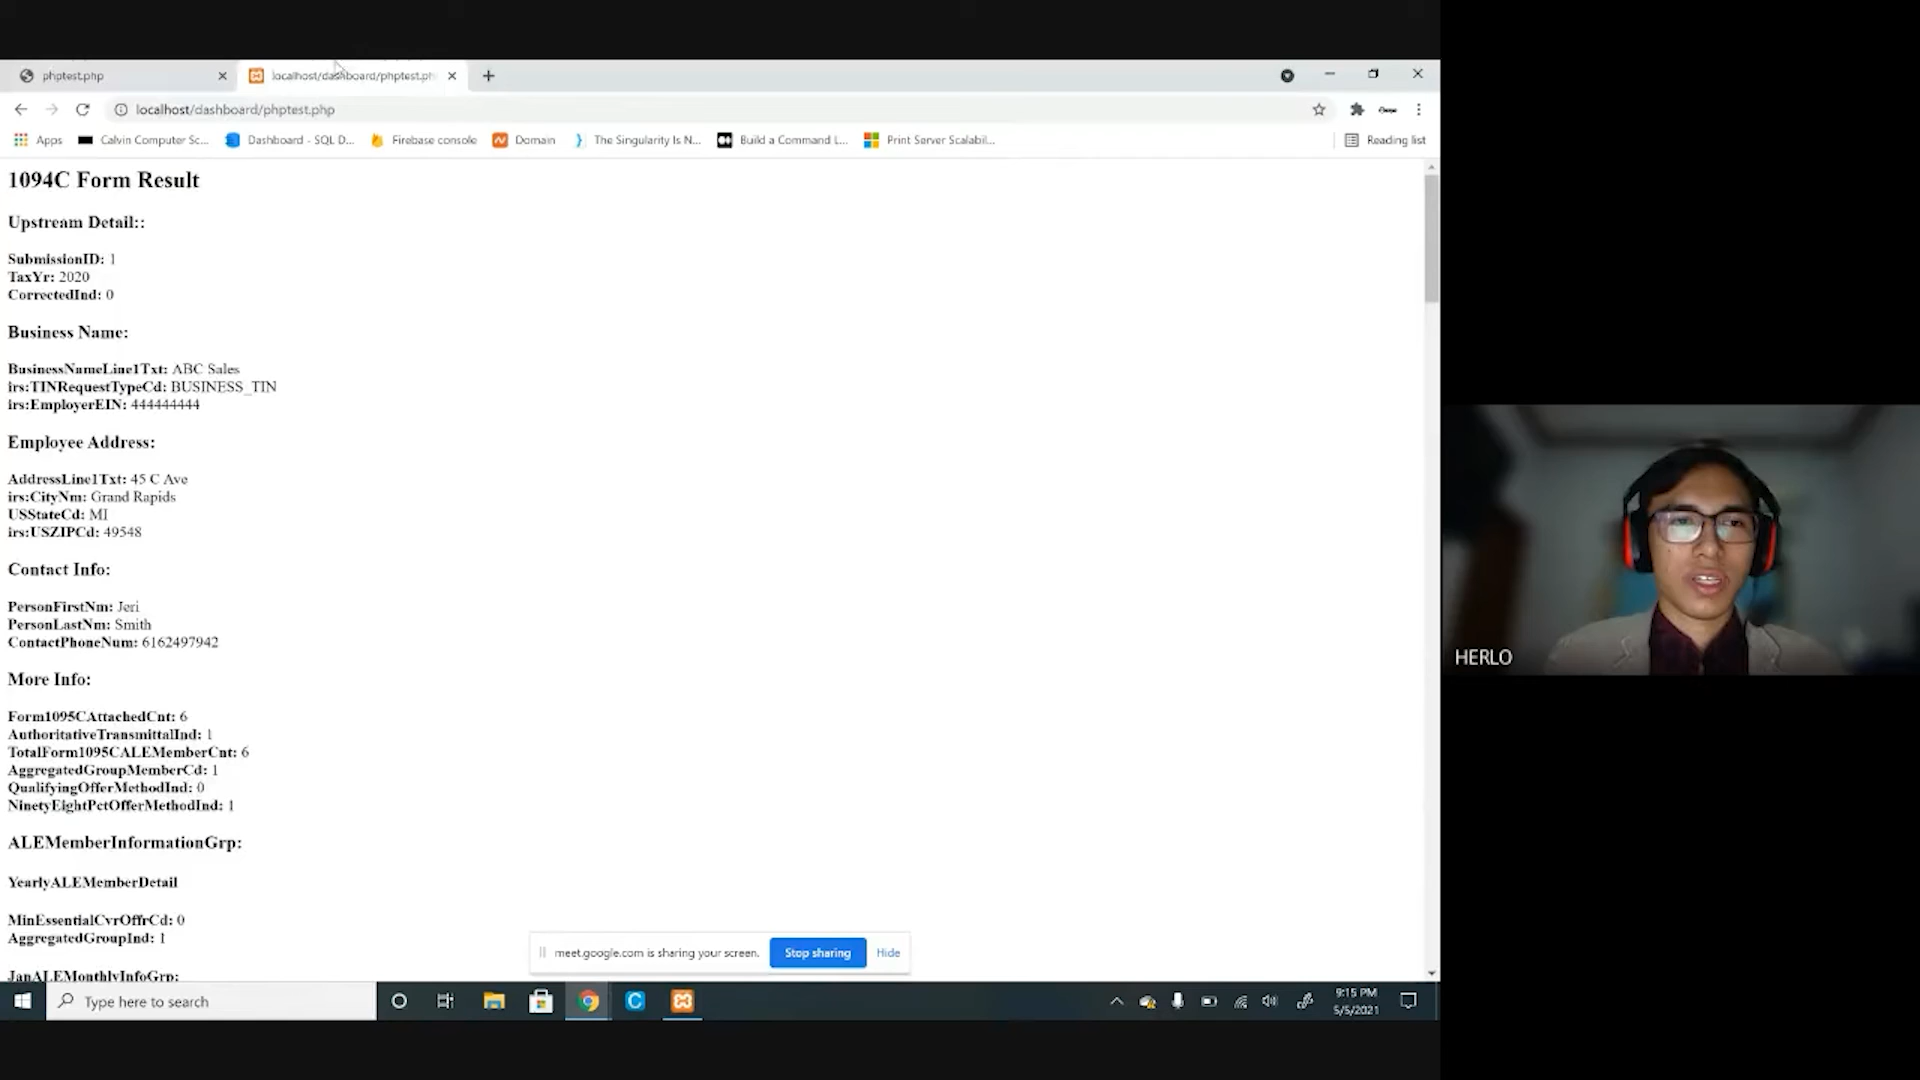 phptest.php
localhost/dashboard/phptest.ph
localhost/dashboard/phptest.php
Apps
Calvin Computer Sc...
Dashboard - SQL D...
Firebase console
Domain
The Singularity Is N...
Build a Command L...
Print Server Scalabil...
Reading list
1094C Form Result
Upstream Detail::
SubmissionID: 1
TaxYr: 2020
CorrectedInd: 0
Business Name:
BusinessNameLine1Txt: ABC Sales
irs:TINRequestTypeCd: BUSINESS_TIN
irs:EmployerEIN: 444444444
Employee Address:
AddressLine1Txt: 45 C Ave
irs:CityNm: Grand Rapids
USStateCd: MI
irs:USZIPCd: 49548
Contact Info:
PersonFirstNm: Jeri
PersonLastNm: Smith
ContactPhoneNum: 6162497942
More Info:
Form1095CAttachedCnt: 6
AuthoritativeTransmittalInd: 1
TotalForm1095CALEMemberCnt: 6
AggregatedGroupMemberCd: 1
QualifyingOfferMethodInd: 0
NinetyEightPctOfferMethodInd: 1
ALEMemberInformationGrp:
YearlyALEMemberDetail
MinEssentialCvrOffrCd: 0
AggregatedGroupInd: 1
JanALEMonthlyInfoGrp:
meet.google.com is sharing your screen.
Stop sharing
Hide
HERLO
Type here to search
9:15 PM
5/5/2021